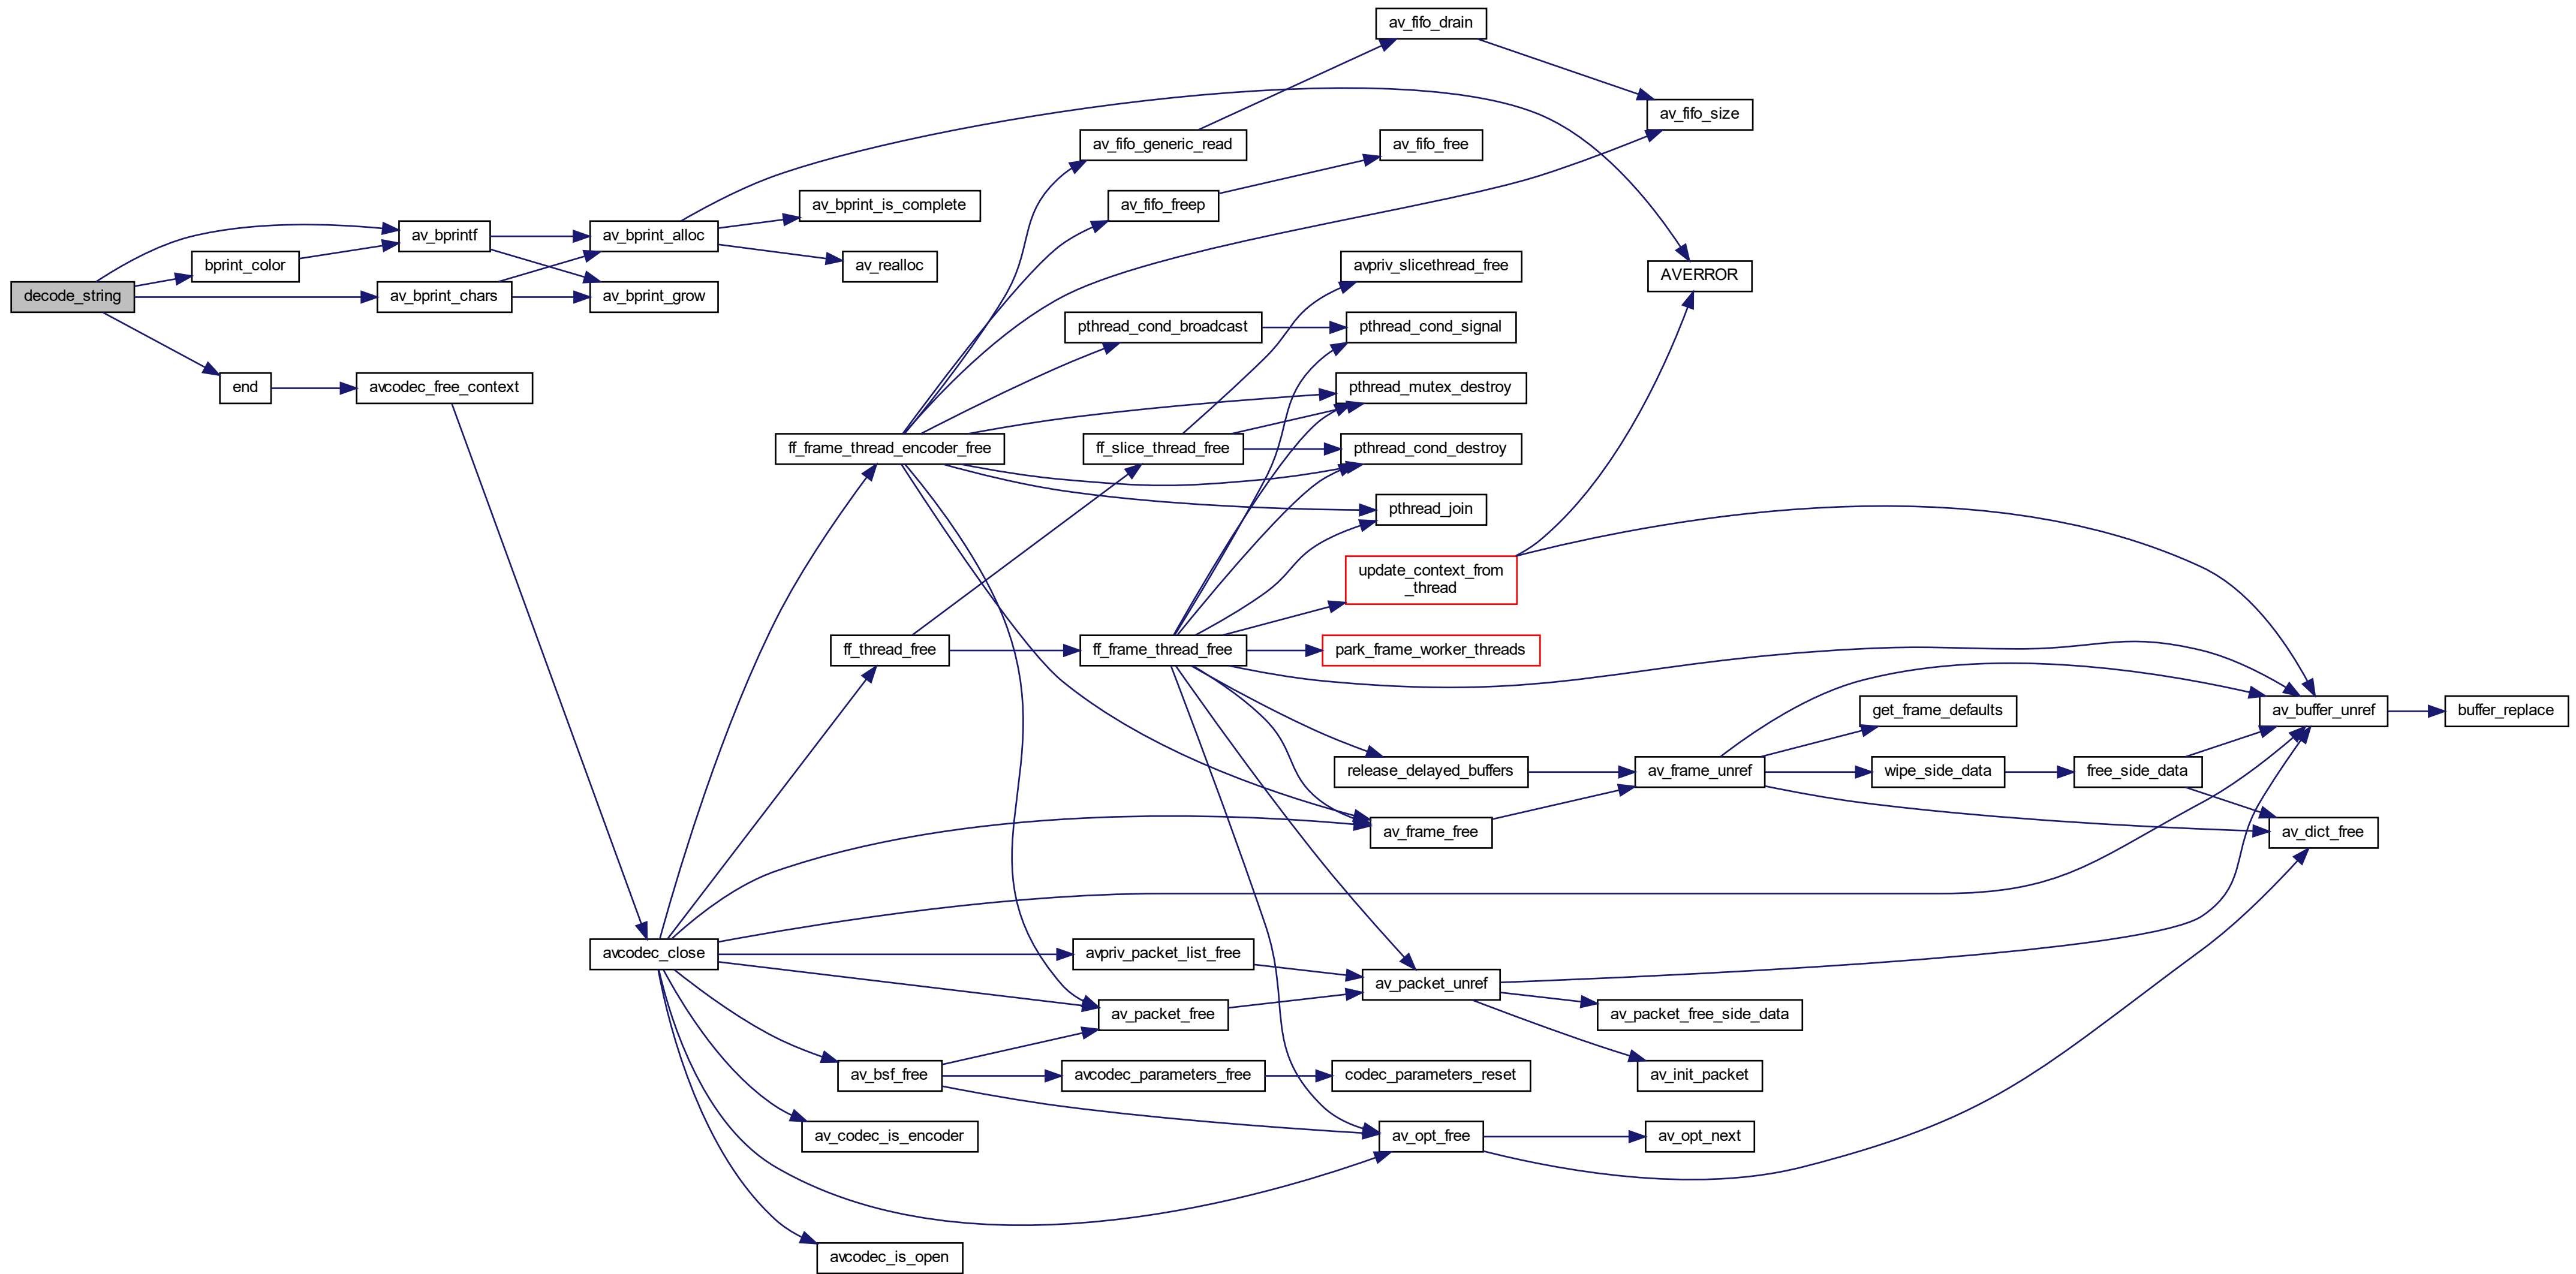 av_fifo_drain
av_fifo_size
av_fifo_generic_read
av_fifo_free
av_bprint_is_complete
av_fifo_freep
av_bprintf
av_bprint_alloc
bprint_color
av_realloc
avpriv_slicethread_free
AVERROR
decode_string
av_bprint_chars
av_bprint_grow
pthread_cond_broadcast
pthread_cond_signal
end
avcodec_free_context
pthread_mutex_destroy
ff_frame_thread_encoder_free
ff_slice_thread_free
pthread_cond_destroy
pthread_join
update_context_from
_thread
ff_thread_free
ff_frame_thread_free
park_frame_worker_threads
get_frame_defaults
av_buffer_unref
buffer_replace
release_delayed_buffers
av_frame_unref
wipe_side_data
free_side_data
av_frame_free
av_dict_free
avcodec_close
avpriv_packet_list_free
av_packet_unref
av_packet_free
av_packet_free_side_data
av_bsf_free
avcodec_parameters_free
codec_parameters_reset
av_init_packet
av_codec_is_encoder
av_opt_free
av_opt_next
avcodec_is_open